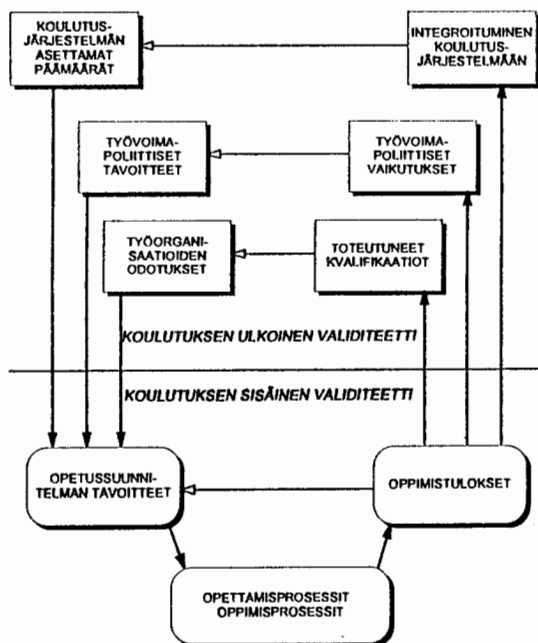 KOULUTUS-
JÄRJESTELMÄN
ASETTAMAT
PÄÄMÄÄRÄT
INTEGROITUMINEN
KOULUTUS-
JÄRJESTELMÄÄN
TYÖVOIMA-
POLIITTISET
TAVOITTEET
TYÖVOIMA-
POLIITTISET
VAIKUTUKSET
TYÖORGANI-
SAATIOIDEN
ODOTUKSET
TOTEUTUNEET
KVALIFIKAATIOT
KOULUTUKSEN ULKOINEN VALIDITEETTI
KOULUTUKSEN SISÄINEN VALIDITEETTI
OPETUSSUUNNI-
TELMAN TAVOITTEET
OPPIMISTULOKSET
OPETTAMISPROSESSIT
OPPIMISPROSESSIT